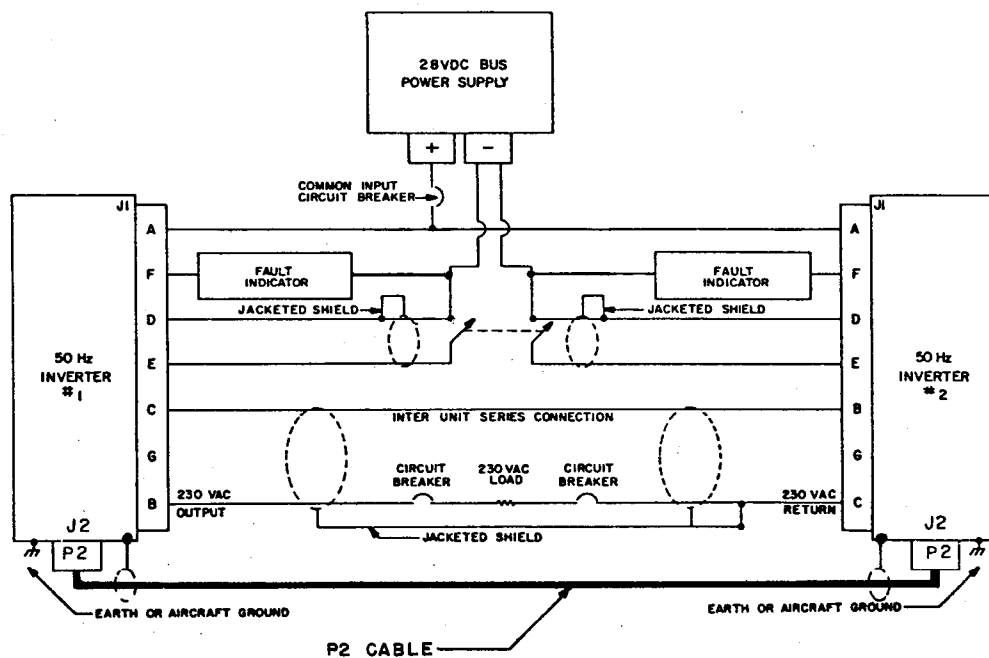 28VDC BUS
POWER SUPPLY
+ −
COMMON INPUT
CIRCUIT BREAKER
J1
J1
A
A
F
FAULT
INDICATOR
FAULT
INDICATOR
F
JACKETED SHIELD
JACKETED SHIELD
D
D
50 Hz
INVERTER
#1
E
E
50 Hz
INVERTER
#2
C
INTER UNIT SERIES CONNECTION
B
G
G
CIRCUIT
BREAKER
230 VAC
LOAD
CIRCUIT
BREAKER
B
230 VAC
OUTPUT
230 VAC
RETURN
C
J2
P2
JACKETED SHIELD
J2
P2
EARTH OR AIRCRAFT GROUND
EARTH OR AIRCRAFT GROUND
P2 CABLE